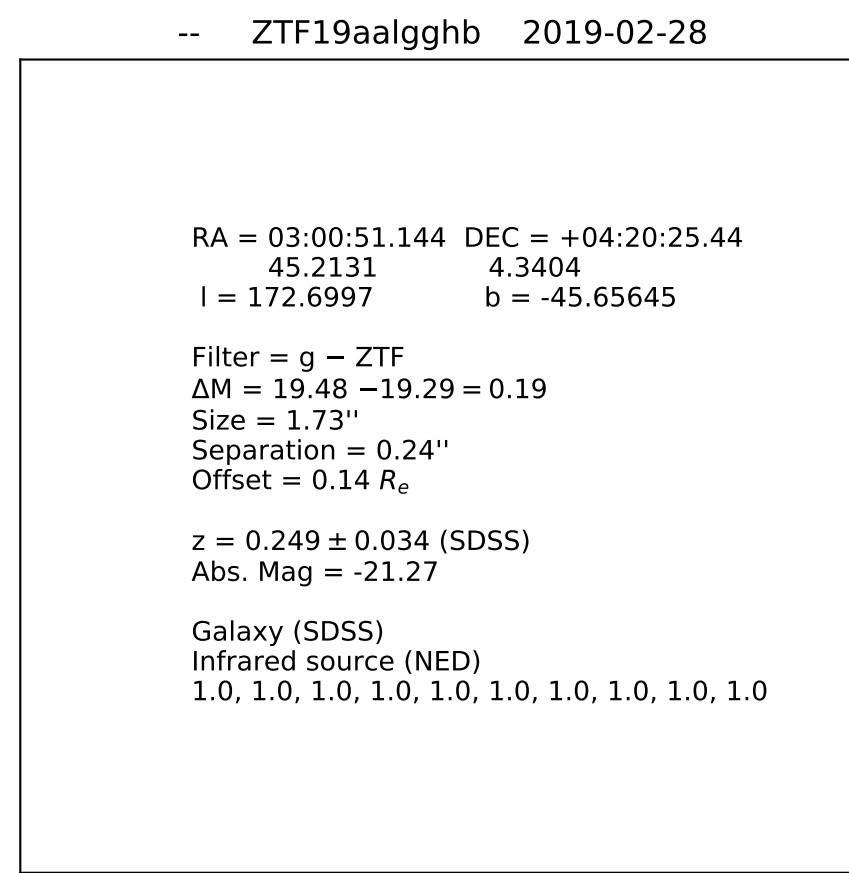 -- ZTF19aalgghb 2019-02-28
RA = 03:00:51.144 DEC = +04:20:25.44
45.2131 4.3404
l = 172.6997 b = -45.65645
Filter = g − ZTF
ΔM = 19.48 −19.29 = 0.19
Size = 1.73''
Separation = 0.24''
Offset = 0.14 Re
z = 0.249 ± 0.034 (SDSS)
Abs. Mag = -21.27
Galaxy (SDSS)
Infrared source (NED)
1.0, 1.0, 1.0, 1.0, 1.0, 1.0, 1.0, 1.0, 1.0, 1.0